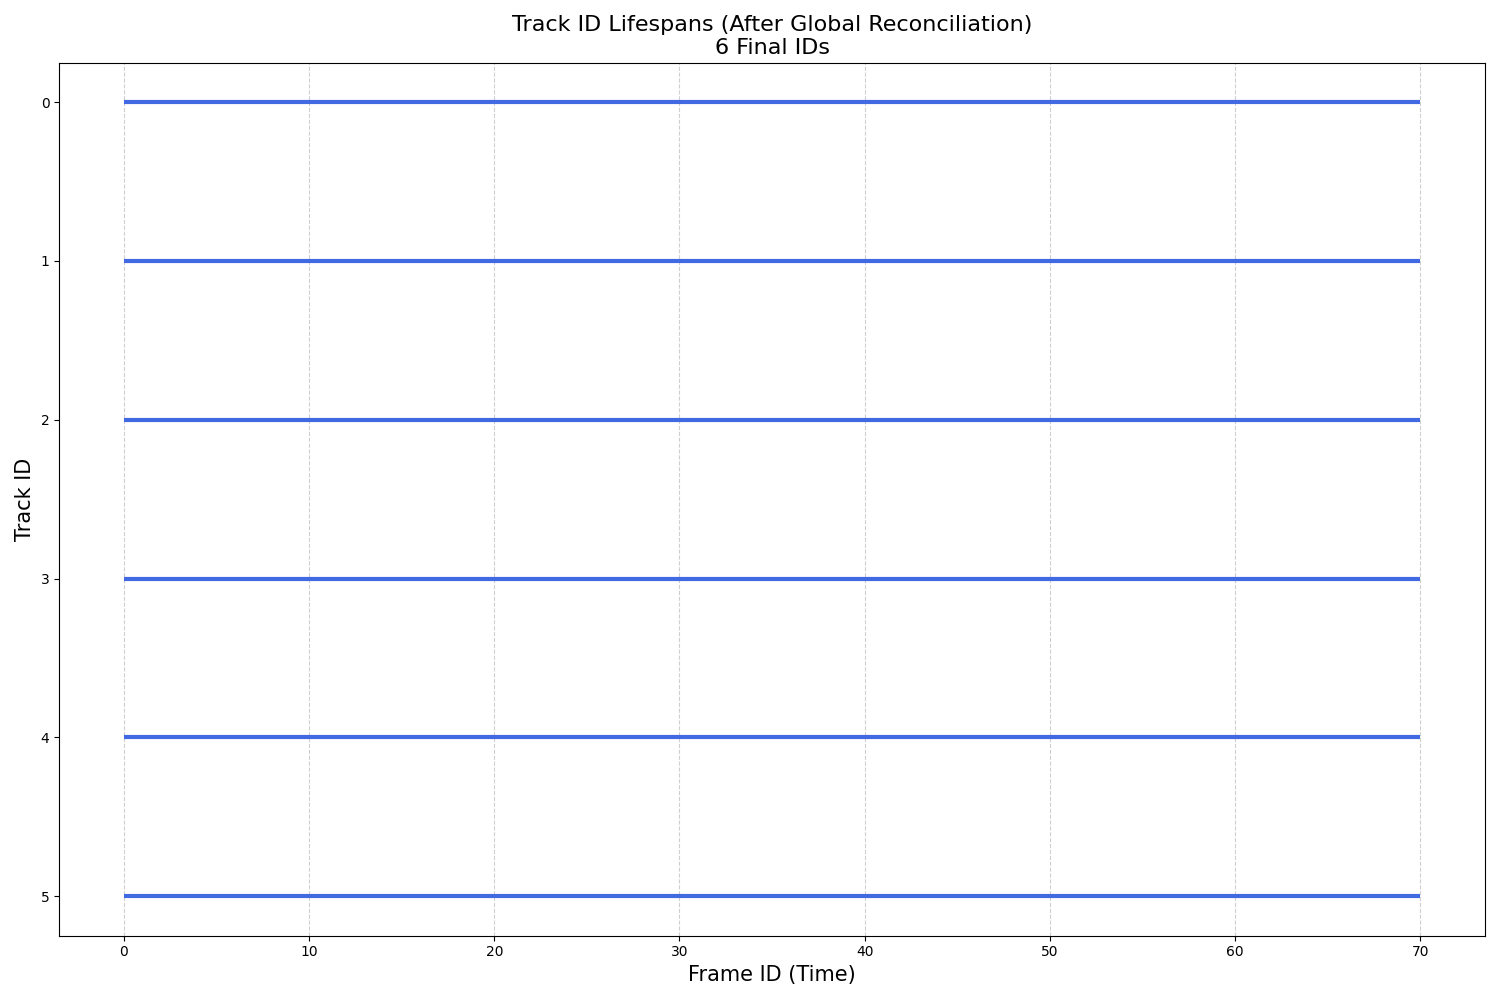 Track ID Lifespans (After Global Reconciliation)
6 Final IDs
Track ID
0
1
2
3
4
5
0 10 20 30 40 50 60 70
Frame ID (Time)